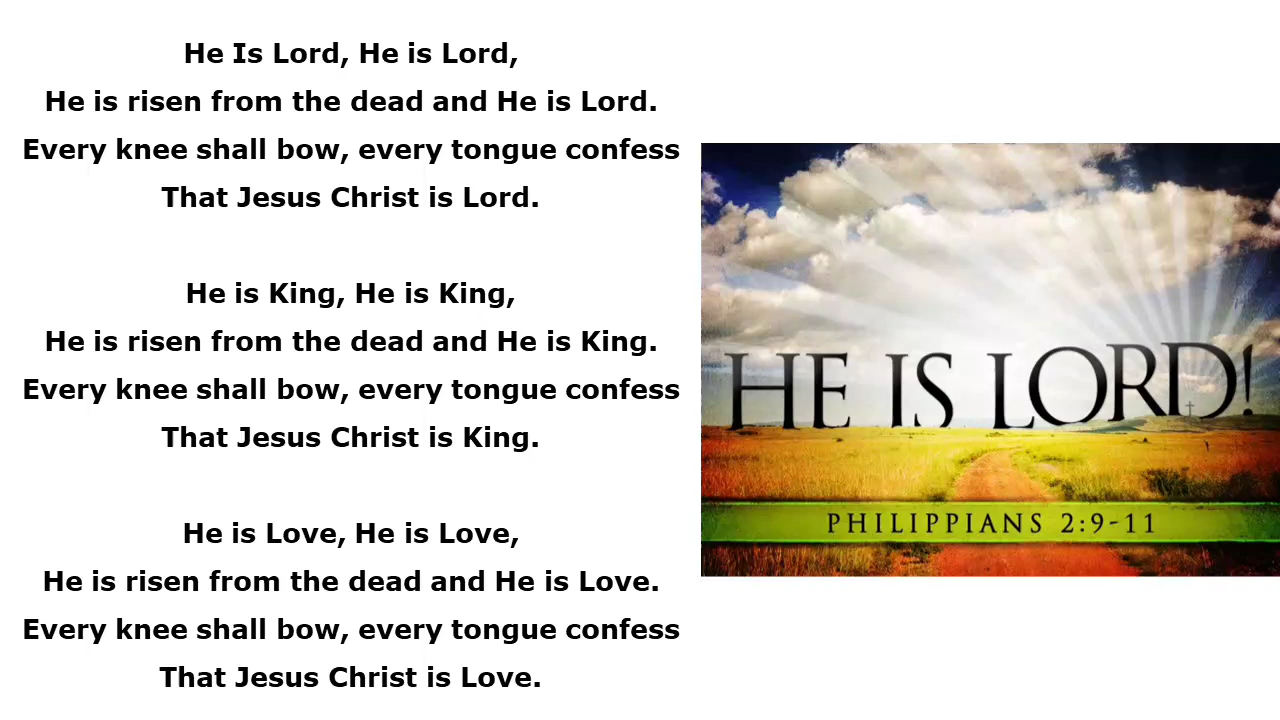 He Is Lord, He is Lord,
He is risen from the dead and He is Lord.
Every knee shall bow, every tongue confess
That Jesus Christ is Lord.
He is King, He is King,
He is risen from the dead and He is King.
Every knee shall bow, every tongue confess
That Jesus Christ is King.
He is Love, He is Love,
He is risen from the dead and He is Love.
Every knee shall bow, every tongue confess
That Jesus Christ is Love.
HE IS LORD!
PHILIPPIANS 2:9-11